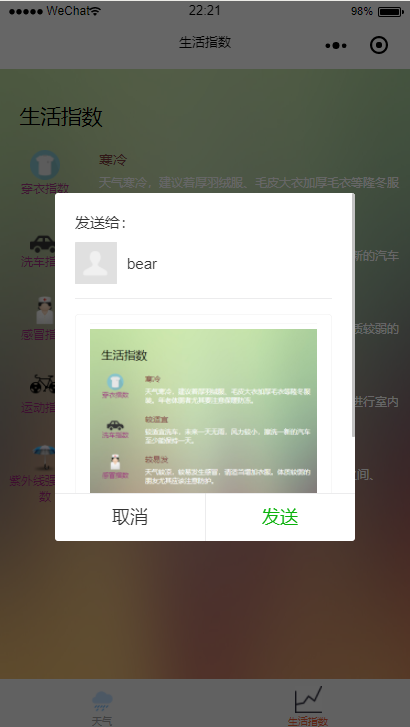 WeChat
22:21
98%
生活指数
生活指数
寒冷
天气寒冷，建议着厚羽绒服、毛皮大衣加厚毛衣等隆冬服
穿衣指数
新的汽车
洗车指数
质较弱的
感冒指
进行室内
运动指数
紫外线强
数
发送给：
bear
生活指数
寒冷
天气寒冷，建议着厚羽绒服、毛皮大衣加厚毛衣等隆冬服
装。年老体弱者尤其要注意保暖防冻。
穿衣指数
较适宜
较适宜洗车，未来一天无雨，风力较小，擦洗一新的汽车
至少能保持一天。
洗车指数
较易发
天气较凉，较易发生感冒，请适当增加衣服。体质较弱的
朋友尤其应该注意防护。
感冒指数
取消
发送
天气
生活指数